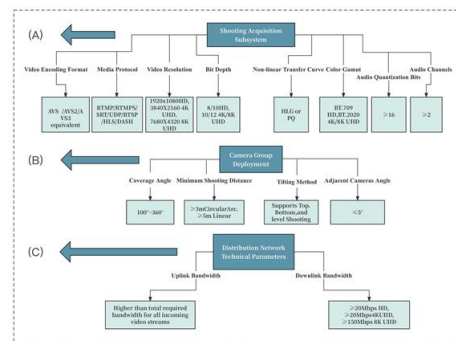 (A)
Shooting Acquisition
Subsystem
Video Encoding Format
Media Protocol
Video Resolution
Bit Depth
Non-linear Transfer Curve
Color Gamut
Audio Quantization Bits
Audio Channels
AVS /AVS2/A
VS3
equivalent
RTMP/RTMPS/
SRT/UDP/RTSP
/HLS/DASH
1920x1080HD,
3840X2160 4K
UHD,
7680X4320 8K
UHD
8/10HD,
10/12 4K/8K
UHD
HLG or
PQ
BT.709
HD,BT.2020
4K/8K UHD
≥16
≥2
(B)
Camera Group
Deployment
Coverage Angle
Minimum Shooting Distance
Tilting Method
Adjacent Cameras Angle
100°~360°
≥3mCircularArc.
≥5m Linear
Supports Top,
Bottom,and
level Shooting
≤5°
(C)
Distribution Network
Technical Parameters
Uplink Bandwidth
Downlink Bandwidth
Higher than total required
bandwidth for all incoming
video streams
≥20Mbps HD,
≥20Mbps4KUHD,
≥150Mbps 8K UHD